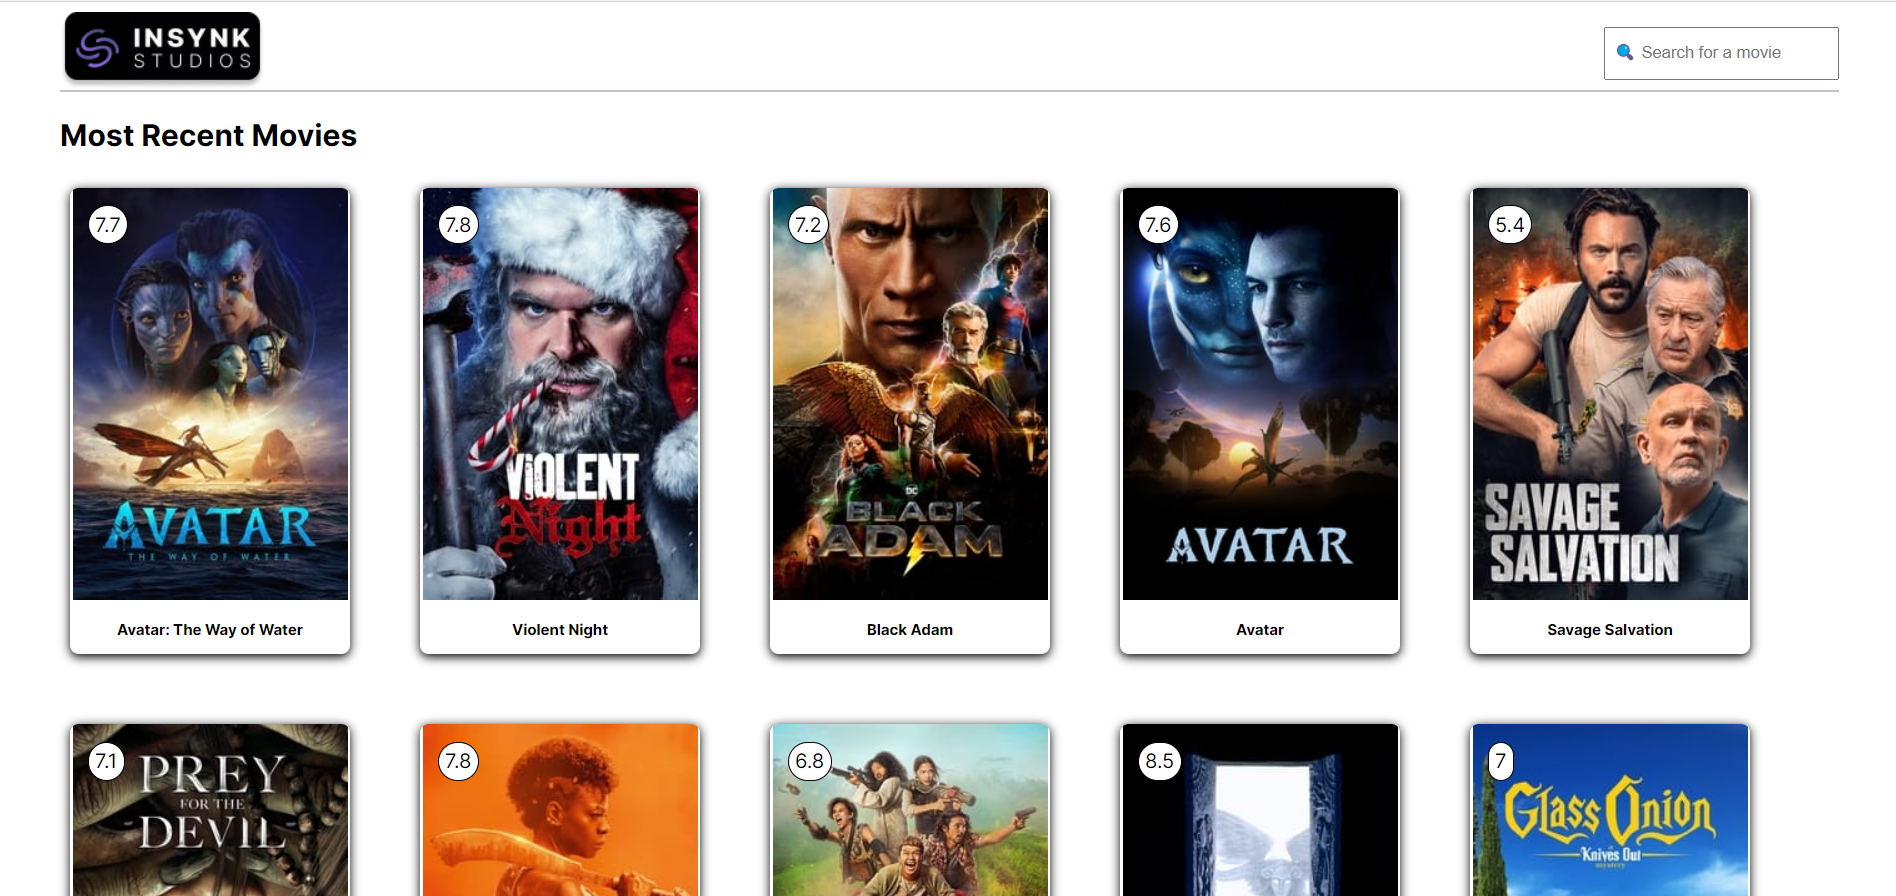 INSYNK
STUDIOS
Search for a movie
Most Recent Movies
7.7
AVATAR
THE WAY OF WATER
Avatar: The Way of Water
7.8
VIOLENT
Night
Violent Night
7.2
DC
BLACK
ADAM
Black Adam
7.6
AVATAR
Avatar
5.4
SAVAGE
SALVATION
Savage Salvation
7.1
PREY
FOR THE
DEVIL
7.8
6.8
8.5
7
GLASS ONION
A
Knives Out
mystery